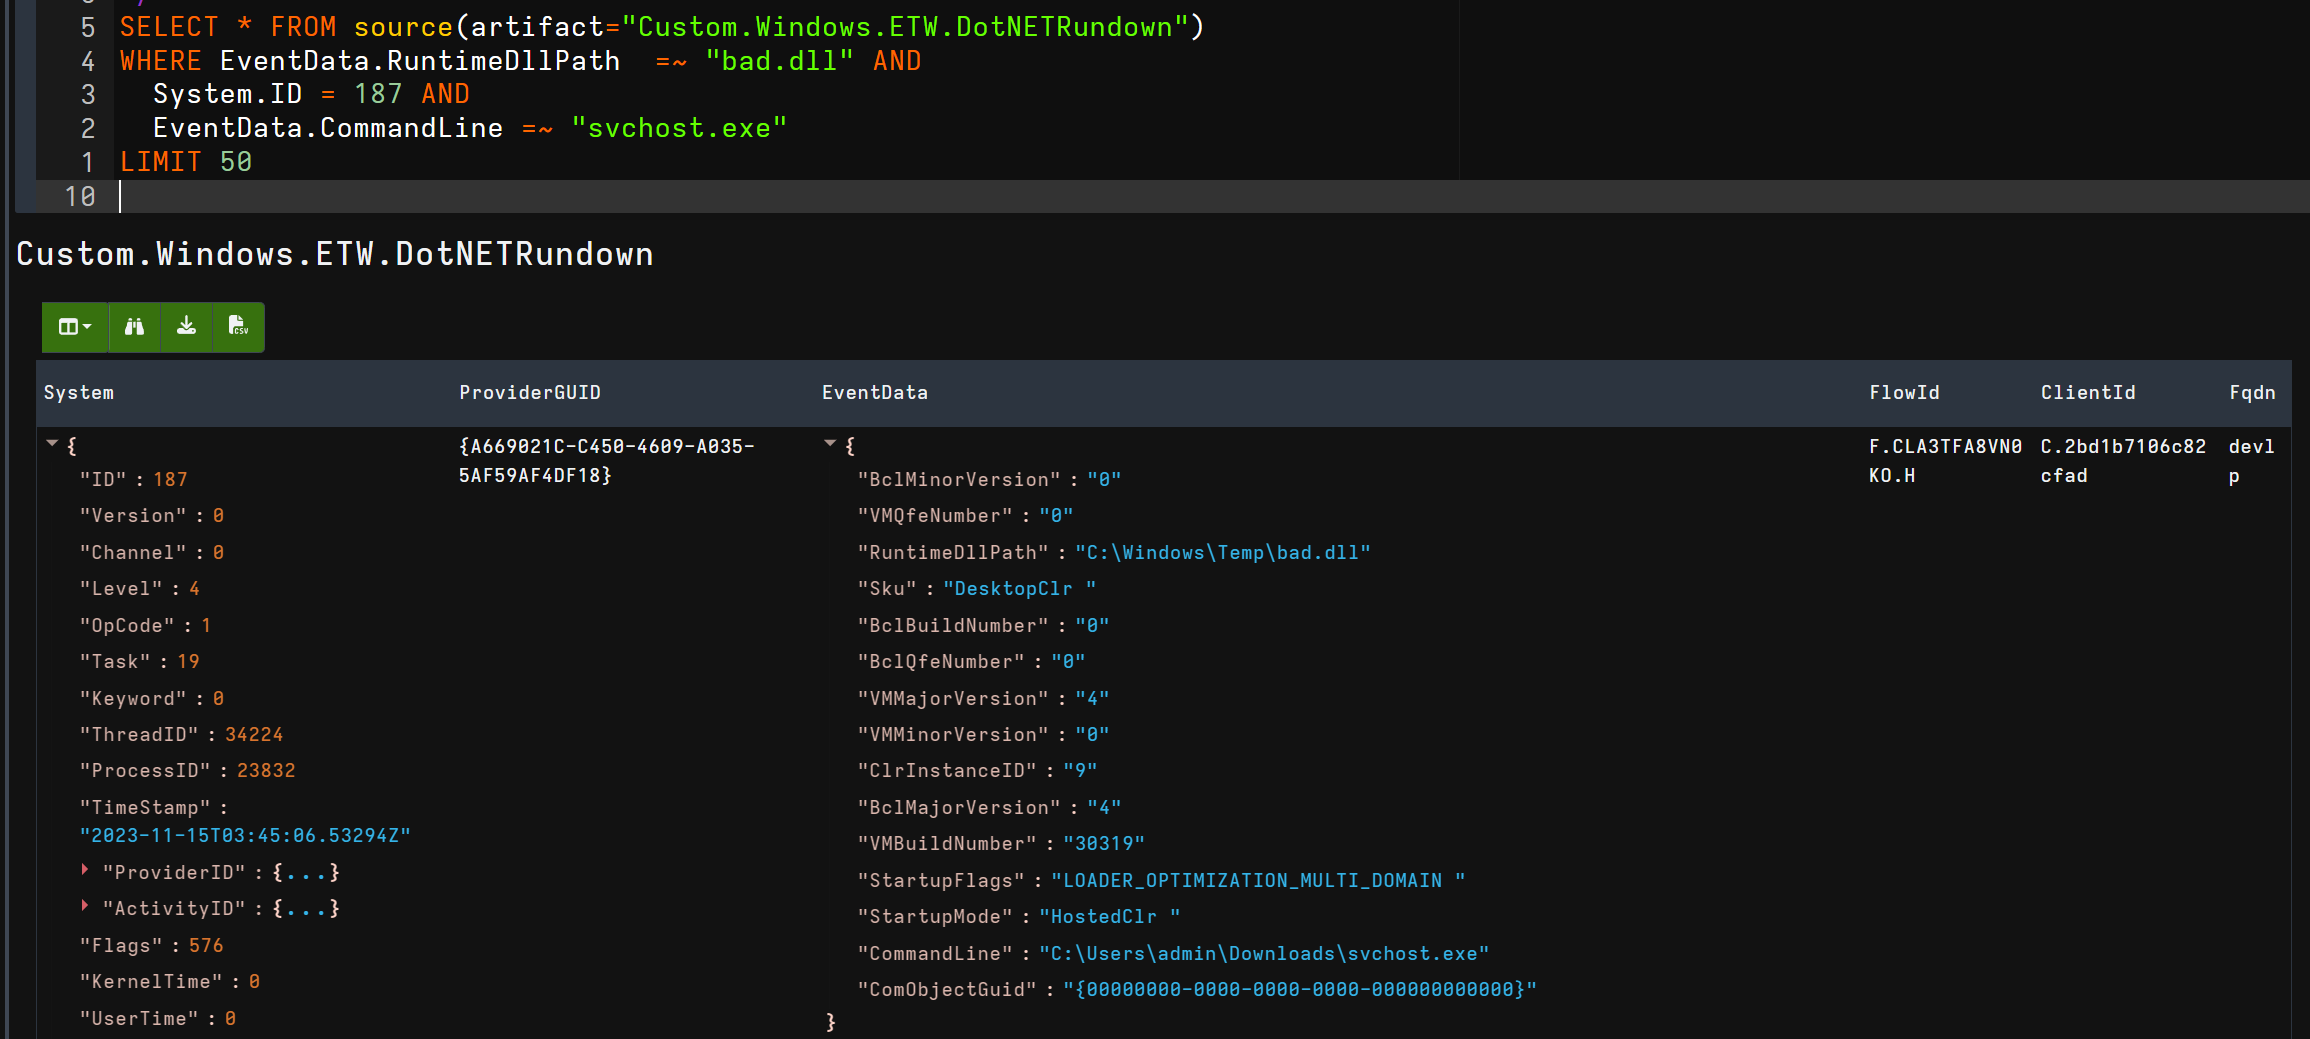 5 SELECT * FROM source(artifact="Custom.Windows.ETW.DotNETRundown")
4 WHERE EventData.RuntimeDllPath  =~ "bad.dll" AND
3   System.ID = 187 AND
2   EventData.CommandLine =~ "svchost.exe"
1 LIMIT 50
10
Custom.Windows.ETW.DotNETRundown
CSV
System ProviderGUID EventData FlowId ClientId Fqdn
{
"ID" : 187
"Version" : 0
"Channel" : 0
"Level" : 4
"OpCode" : 1
"Task" : 19
"Keyword" : 0
"ThreadID" : 34224
"ProcessID" : 23832
"TimeStamp" :
"2023-11-15T03:45:06.53294Z"
"ProviderID" : {...}
"ActivityID" : {...}
"Flags" : 576
"KernelTime" : 0
"UserTime" : 0
{A669021C-C450-4609-A035-
5AF59AF4DF18}
{
"BclMinorVersion" : "0"
"VMQfeNumber" : "0"
"RuntimeDllPath" : "C:\Windows\Temp\bad.dll"
"Sku" : "DesktopClr "
"BclBuildNumber" : "0"
"BclQfeNumber" : "0"
"VMMajorVersion" : "4"
"VMMinorVersion" : "0"
"ClrInstanceID" : "9"
"BclMajorVersion" : "4"
"VMBuildNumber" : "30319"
"StartupFlags" : "LOADER_OPTIMIZATION_MULTI_DOMAIN "
"StartupMode" : "HostedClr "
"CommandLine" : "C:\Users\admin\Downloads\svchost.exe"
"ComObjectGuid" : "{00000000-0000-0000-0000-000000000000}"
}
F.CLA3TFA8VN0
KO.H
C.2bd1b7106c82
cfad
devl
p